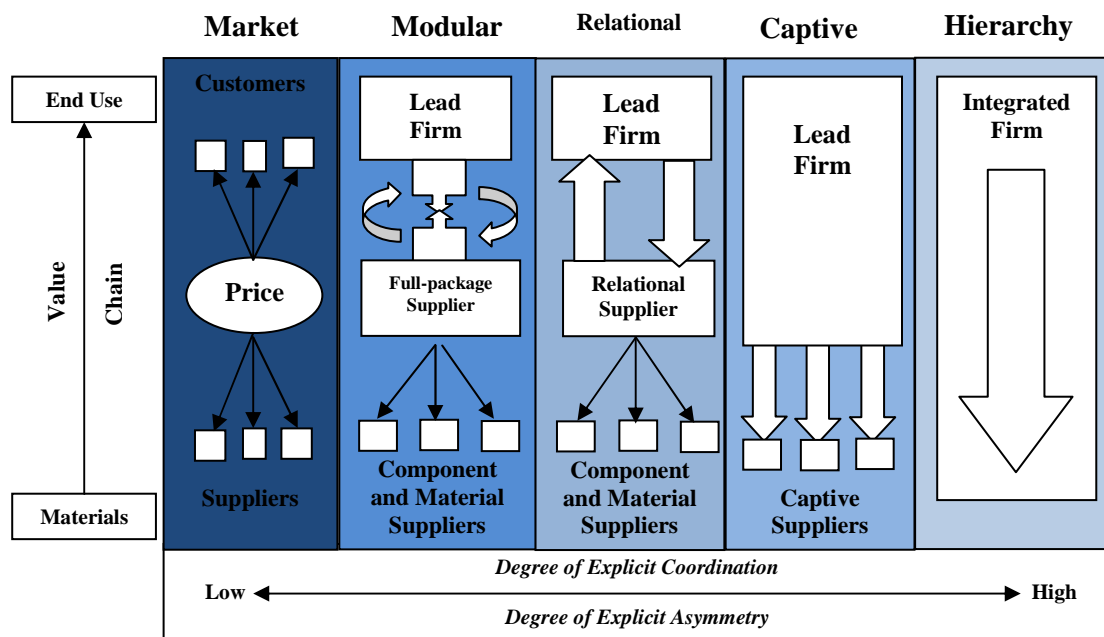 Market
Modular
Relational
Captive
Hierarchy
End Use
Value
Chain
Materials
Customers
Price
Suppliers
Lead
Firm
Full-package
Supplier
Component
and Material
Suppliers
Lead
Firm
Relational
Supplier
Component
and Material
Suppliers
Lead
Firm
Captive
Suppliers
Integrated
Firm
Degree of Explicit Coordination
Low
High
Degree of Explicit Asymmetry